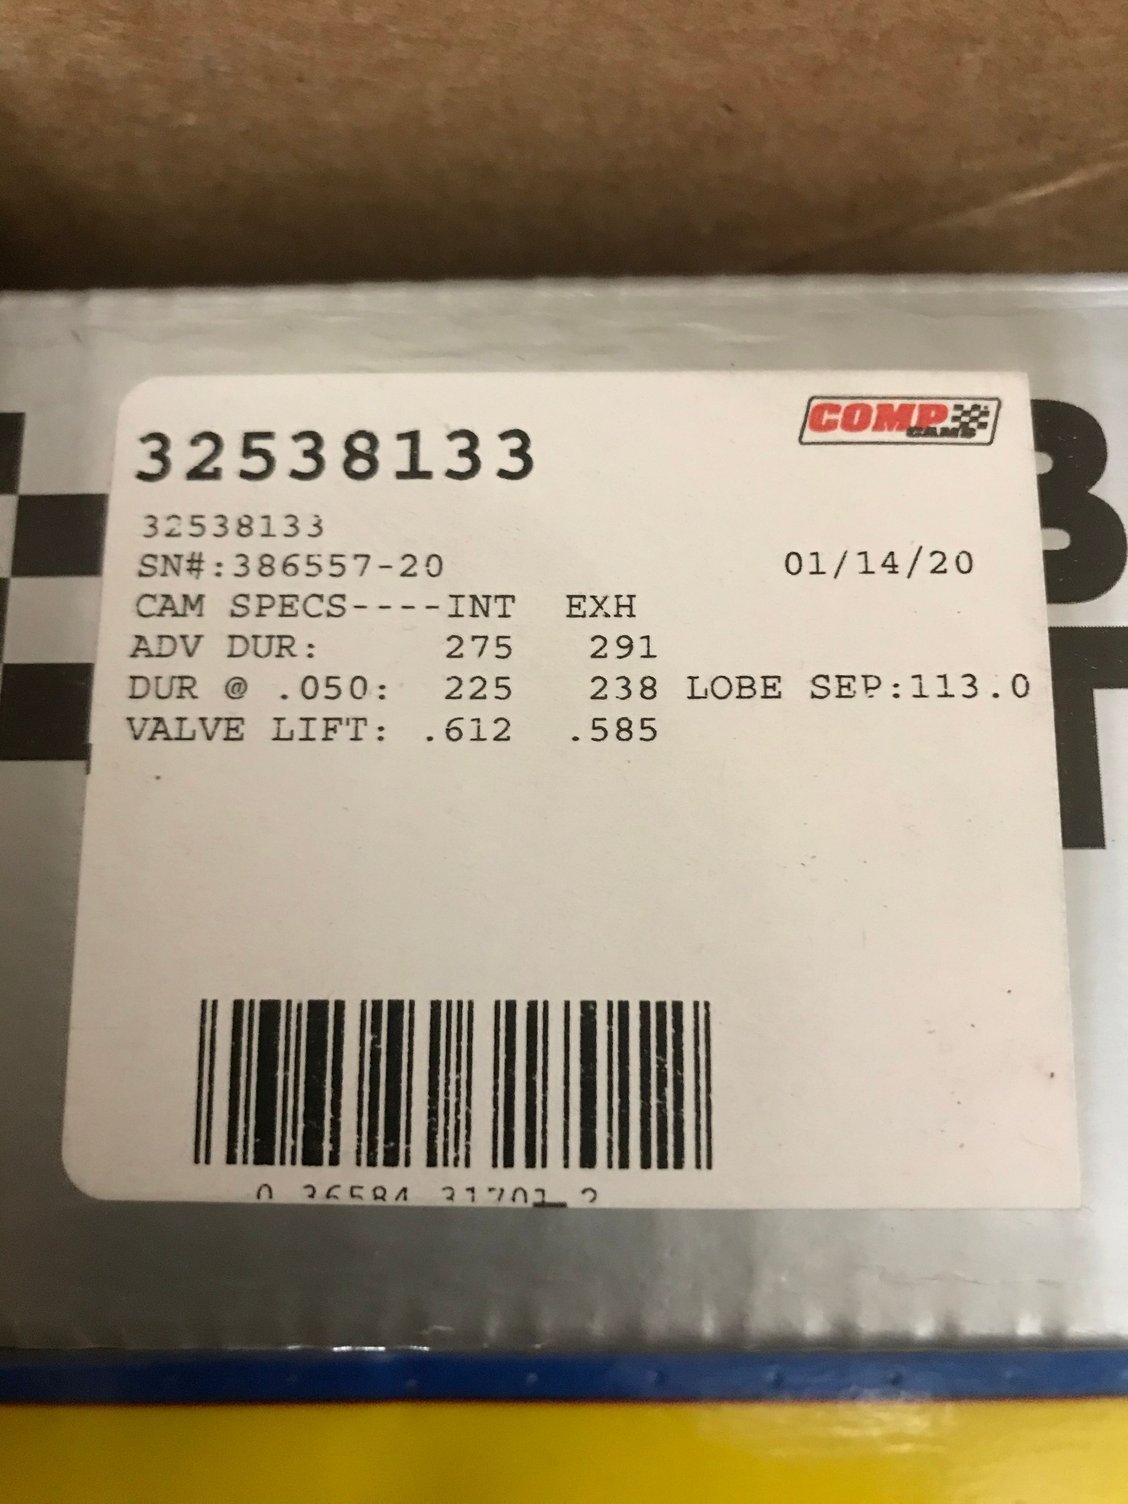 COMP
CAMS
32538133
32538133
SN#:386557-20 01/14/20
CAM SPECS----INT EXH
ADV DUR: 275 291
DUR @ .050: 225 238 LOBE SEP:113.0
VALVE LIFT: .612 .585
B
T